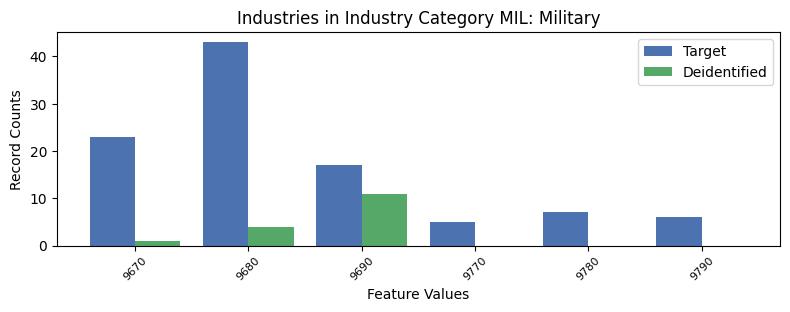 Industries in Industry Category MIL: Military
Target
Deidentified
Record Counts
40
30
20
10
0
9670
9680
9690
9770
9780
9790
Feature Values